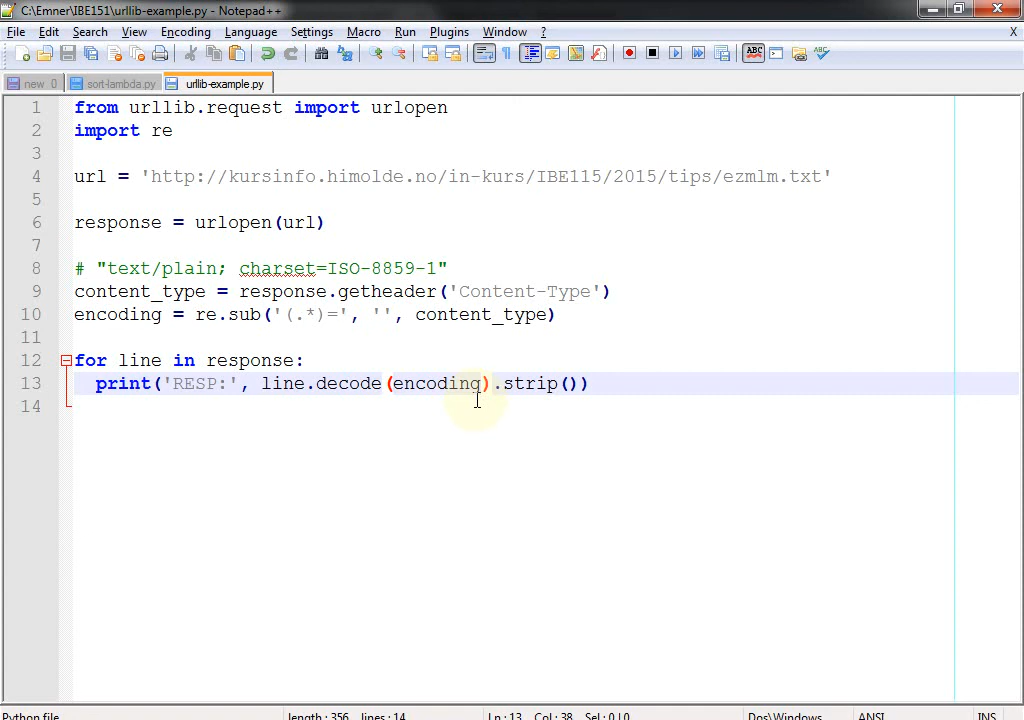 C:\Emner\IBE151\urllib-example.py - Notepad++
File Edit Search View Encoding Language Settings Macro Run Plugins Window ? X
new 0 sort-lambda.py urllib-example.py
1 from urllib.request import urlopen
2 import re
3
4 url = 'http://kursinfo.himolde.no/in-kurs/IBE115/2015/tips/ezmlm.txt'
5
6 response = urlopen(url)
7
8 # "text/plain; charset=ISO-8859-1"
9 content_type = response.getheader('Content-Type')
10 encoding = re.sub('(.*)=', '', content_type)
11
12 for line in response:
13 print('RESP:', line.decode(encoding).strip())
14
Python file length : 356 lines : 14 Ln : 13 Col : 38 Sel : 0 | 0 Dos\Windows ANSI INS